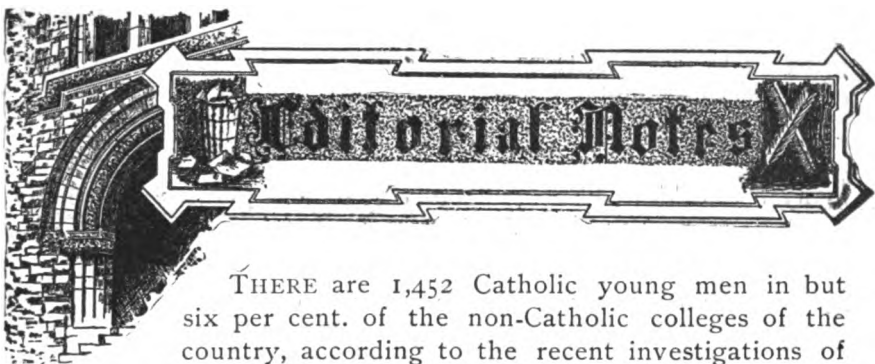 Editorial Notes
THERE are 1,452 Catholic young men in but
six per cent. of the non-Catholic colleges of the
country, according to the recent investigations of